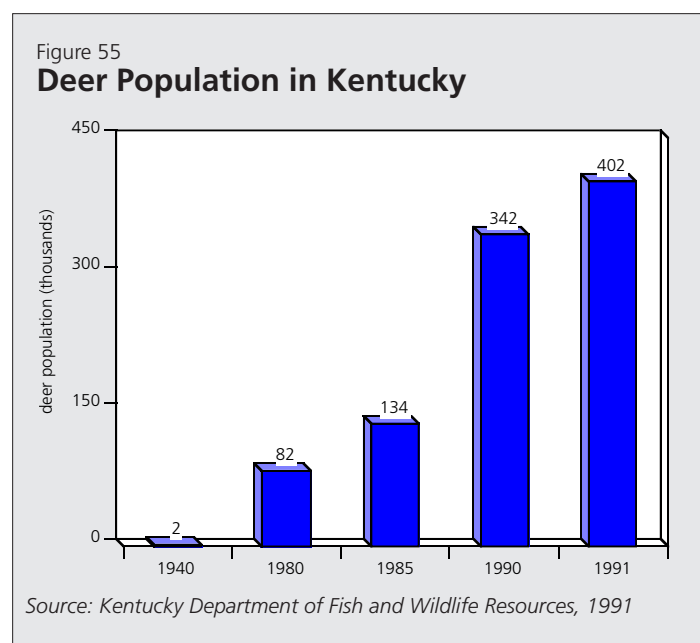 Figure 55
Deer Population in Kentucky
deer population (thousands)
450
300
150
0
2
82
134
342
402
1940 1980 1985 1990 1991
Source: Kentucky Department of Fish and Wildlife Resources, 1991